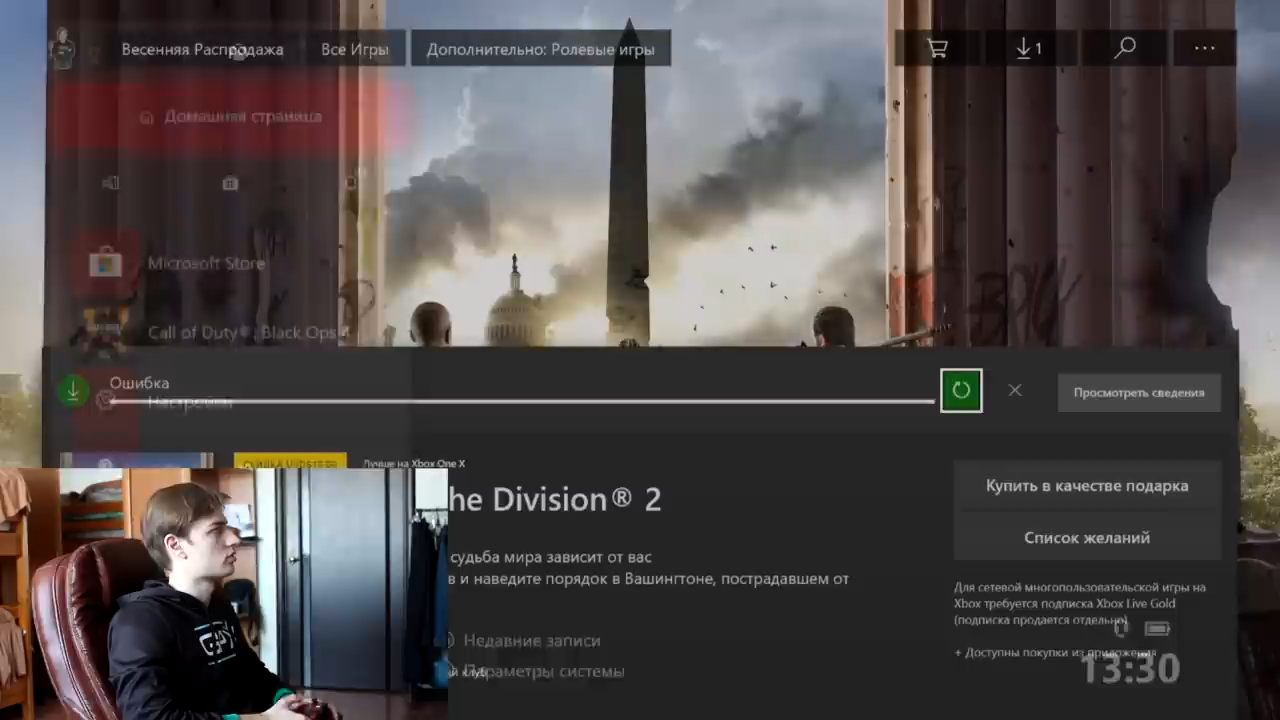 Весенняя Распродажа
Все Игры
Дополнительно: Ролевые игры
1
Домашная страница
Microsoft Store
Call of Duty®: Black Ops 4
Ошибка
Настройки
Просмотреть сведения
Лучше на Xbox One X
he Division® 2
Купить в качестве подарка
Список желаний
судьба мира зависит от вас
в и наведите порядок в Вашингтоне, пострадавшем от
Для сетевой многопользовательской игры на
Xbox требуется подписка Xbox Live Gold
(подписка продается отдельно)
+ Доступны покупки из приложения
Недавние записи
Параметры системы
13:30